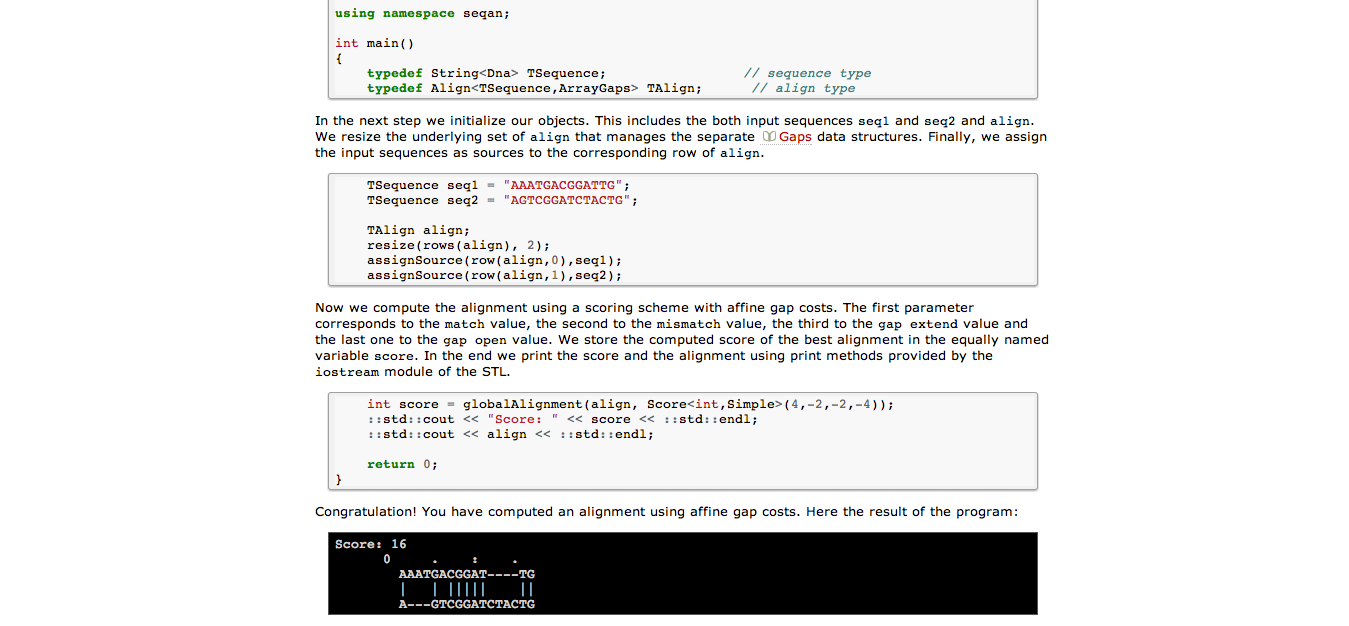 using namespace seqan;
int main()
{
    typedef String<Dna> TSequence;                 // sequence type
    typedef Align<TSequence,ArrayGaps> TAlign;      // align type
In the next step we initialize our objects. This includes the both input sequences seq1 and seq2 and align.
We resize the underlying set of align that manages the separate Gaps data structures. Finally, we assign
the input sequences as sources to the corresponding row of align.
    TSequence seq1 = "AAATGACGGATTG";
    TSequence seq2 = "AGTCGGATCTACTG";
    TAlign align;
    resize(rows(align), 2);
    assignSource(row(align,0),seq1);
    assignSource(row(align,1),seq2);
Now we compute the alignment using a scoring scheme with affine gap costs. The first parameter
corresponds to the match value, the second to the mismatch value, the third to the gap extend value and
the last one to the gap open value. We store the computed score of the best alignment in the equally named
variable score. In the end we print the score and the alignment using print methods provided by the
iostream module of the STL.
    int score = globalAlignment(align, Score<int,Simple>(4,-2,-2,-4));
    ::std::cout << "Score: " << score << ::std::endl;
    ::std::cout << align << ::std::endl;
    return 0;
}
Congratulation! You have computed an alignment using affine gap costs. Here the result of the program:
Score: 16
      0     .    :    .
        AAATGACGGAT----TG
        |   | |||||    ||
        A---GTCGGATCTACTG